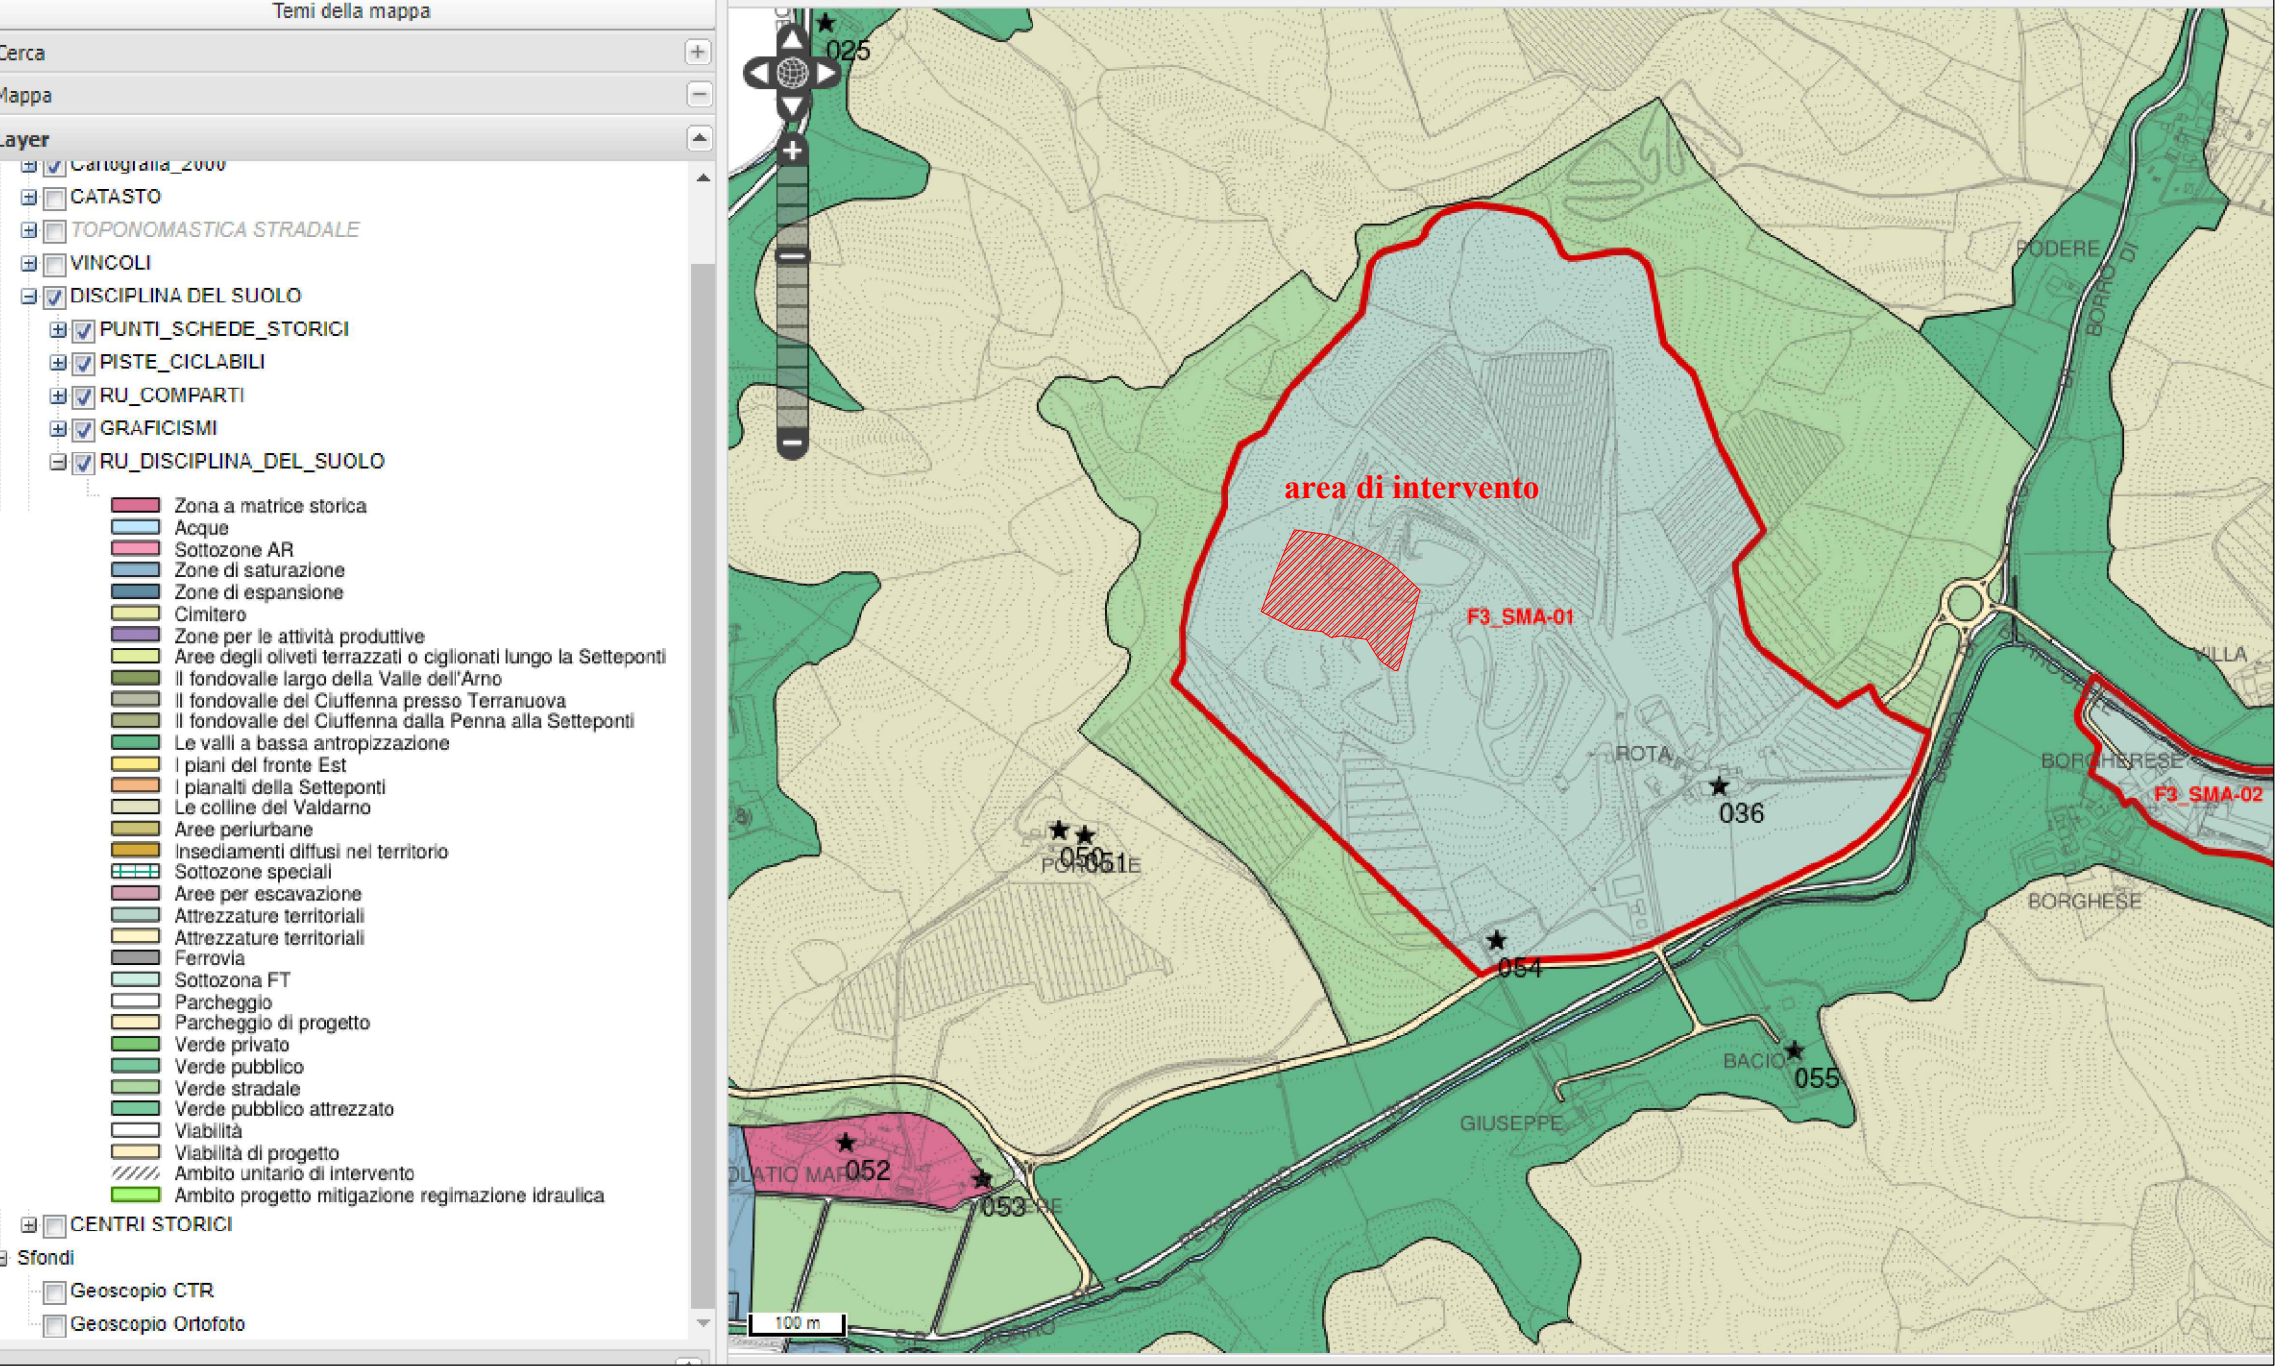 Temi della mappa
Cerca
Mappa
Layer
Cartografia_2000
CATASTO
TOPONOMASTICA STRADALE
VINCOLI
DISCIPLINA DEL SUOLO
PUNTI_SCHEDE_STORICI
PISTE_CICLABILI
RU_COMPARTI
GRAFICISMI
RU_DISCIPLINA_DEL_SUOLO
Zona a matrice storica
Acque
Sottozone AR
Zone di saturazione
Zone di espansione
Cimitero
Zone per le attività produttive
Aree degli oliveti terrazzati o ciglionati lungo la Setteponti
Il fondovalle largo della Valle dell'Arno
Il fondovalle del Ciuffenna presso Terranuova
Il fondovalle del Ciuffenna dalla Penna alla Setteponti
Le valli a bassa antropizzazione
I piani del fronte Est
I pianalti della Setteponti
Le colline del Valdarno
Aree periurbane
Insediamenti diffusi nel territorio
Sottozone speciali
Aree per escavazione
Attrezzature territoriali
Attrezzature territoriali
Ferrovia
Sottozona FT
Parcheggio
Parcheggio di progetto
Verde privato
Verde pubblico
Verde stradale
Verde pubblico attrezzato
Viabilità
Viabilità di progetto
Ambito unitario di intervento
Ambito progetto mitigazione regimazione idraulica
CENTRI STORICI
Sfondi
Geoscopio CTR
Geoscopio Ortofoto
025
PODERE
BORRO DI
area di intervento
F3_SMA-01
VILLA
ROTA
036
BORGHERESE
F3_SMA-02
050
051
BORGHESE
054
BACIO
055
GIUSEPPE
052
053
BORRO
100 m